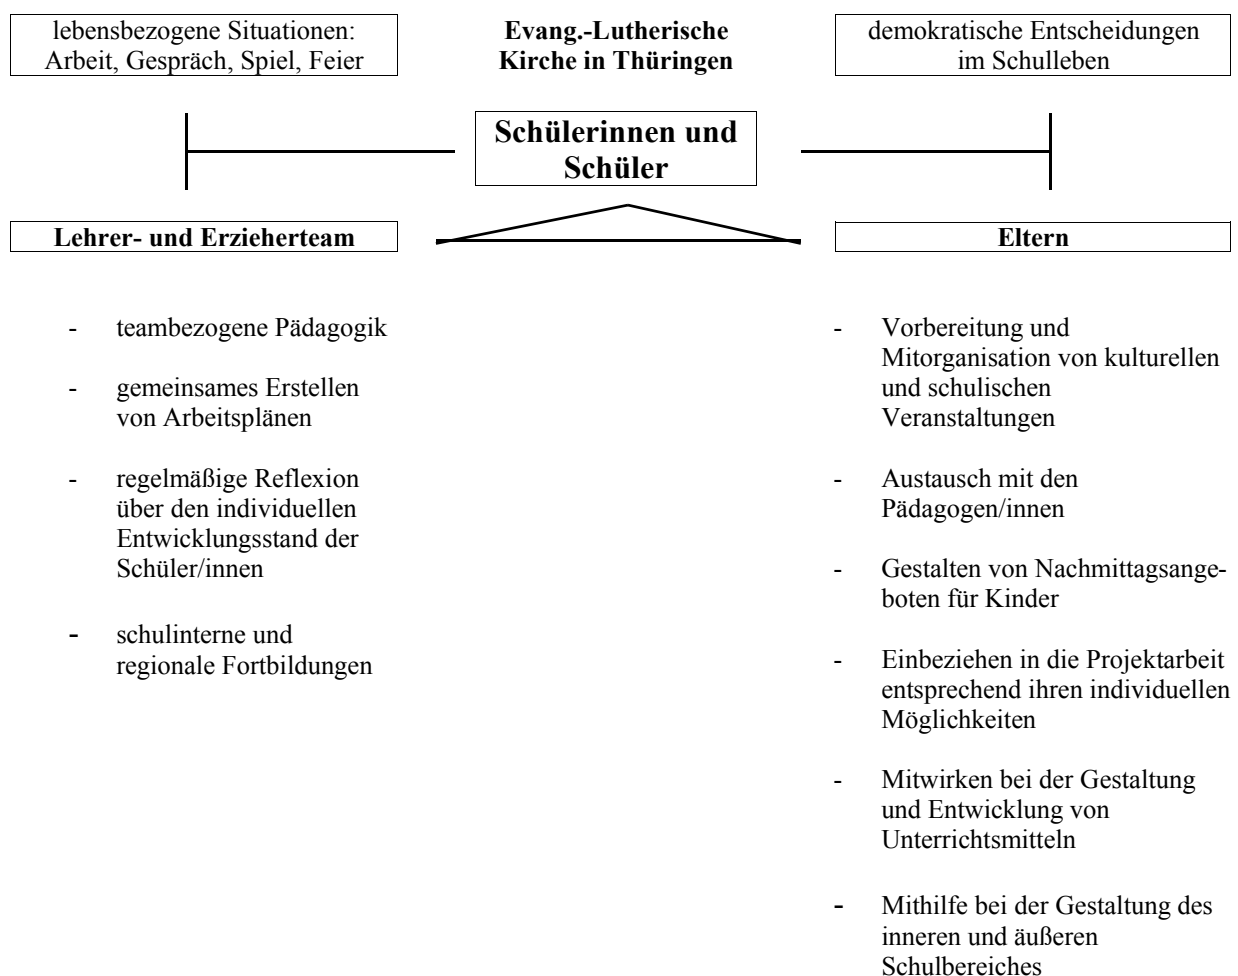 lebensbezogene Situationen:
Arbeit, Gespräch, Spiel, Feier
Evang.-Lutherische
Kirche in Thüringen
demokratische Entscheidungen
im Schulleben
Schülerinnen und
Schüler
Lehrer- und Erzieherteam
Eltern
- teambezogene Pädagogik
- gemeinsames Erstellen
von Arbeitsplänen
- regelmäßige Reflexion
über den individuellen
Entwicklungsstand der
Schüler/innen
- schulinterne und
regionale Fortbildungen
- Vorbereitung und
Mitorganisation von kulturellen
und schulischen
Veranstaltungen
- Austausch mit den
Pädagogen/innen
- Gestalten von Nachmittagsange-
boten für Kinder
- Einbeziehen in die Projektarbeit
entsprechend ihren individuellen
Möglichkeiten
- Mitwirken bei der Gestaltung
und Entwicklung von
Unterrichtsmitteln
- Mithilfe bei der Gestaltung des
inneren und äußeren
Schulbereiches